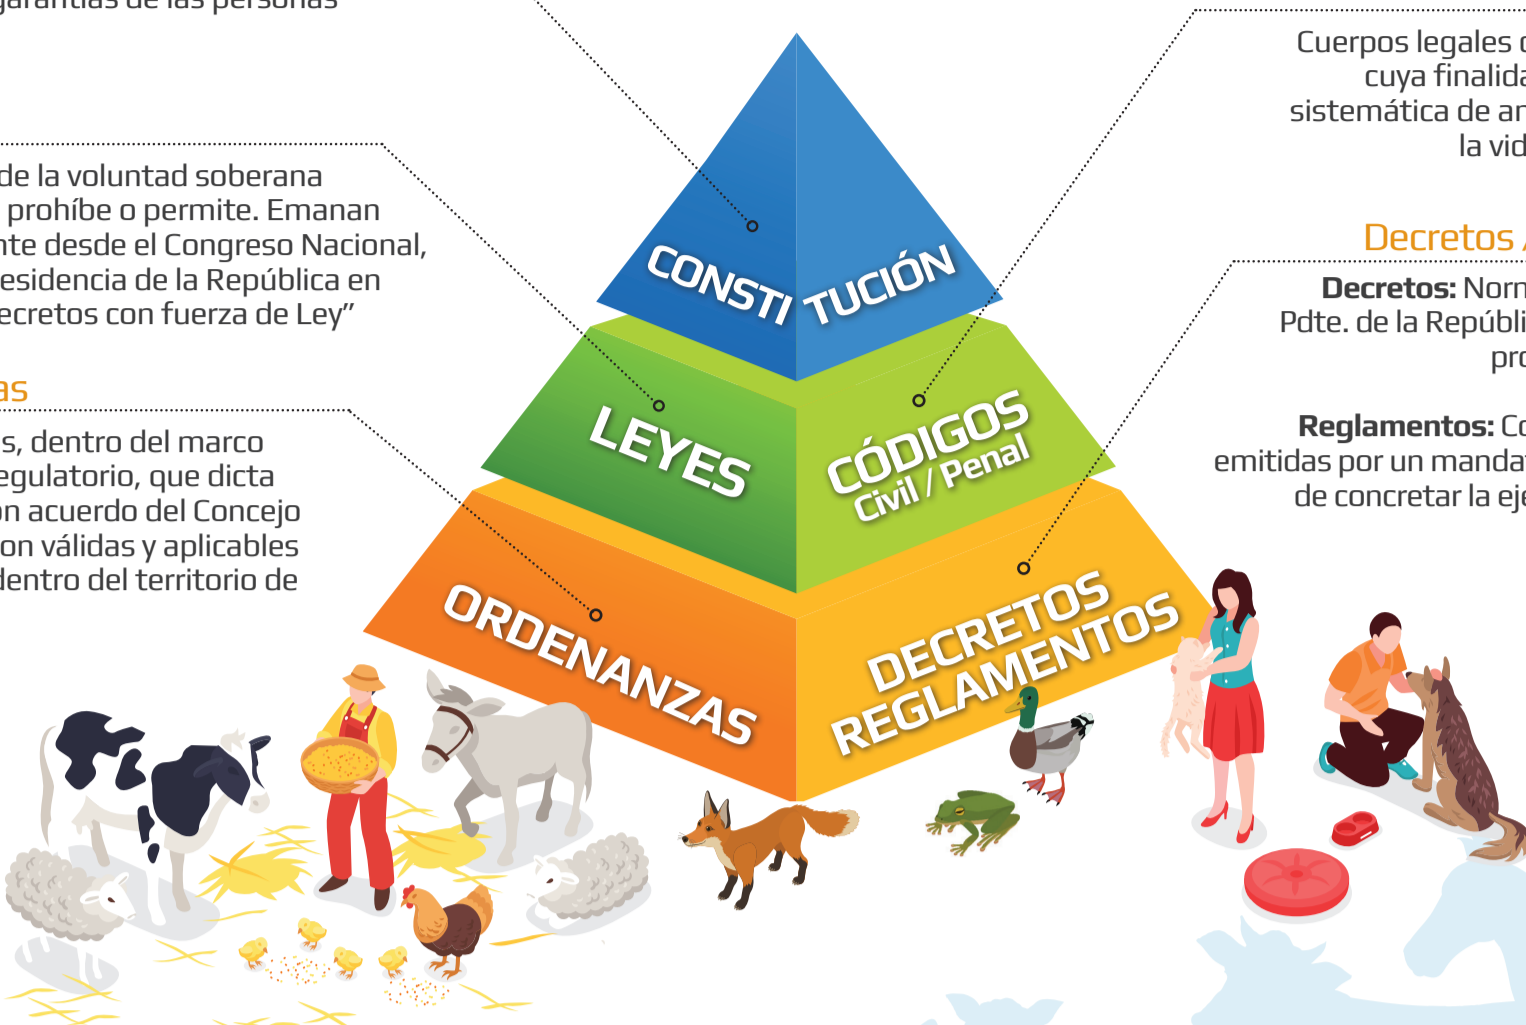 garantías de las personas
de la voluntad soberana
prohíbe o permite. Emanan
nte desde el Congreso Nacional,
esidencia de la República en
ecretos con fuerza de Ley”
as
s, dentro del marco
egulatorio, que dicta
on acuerdo del Concejo
on válidas y aplicables
dentro del territorio de
CONSTI TUCIÓN
LEYES
CÓDIGOS
Civil / Penal
ORDENANZAS
DECRETOS
REGLAMENTOS
Cuerpos legales
cuya finalida
sistemática de
la vid
Decretos /
Decretos: Norn
Pdte. de la Repúbli
pro
Reglamentos: Co
emitidas por un manda
de concretar la eje